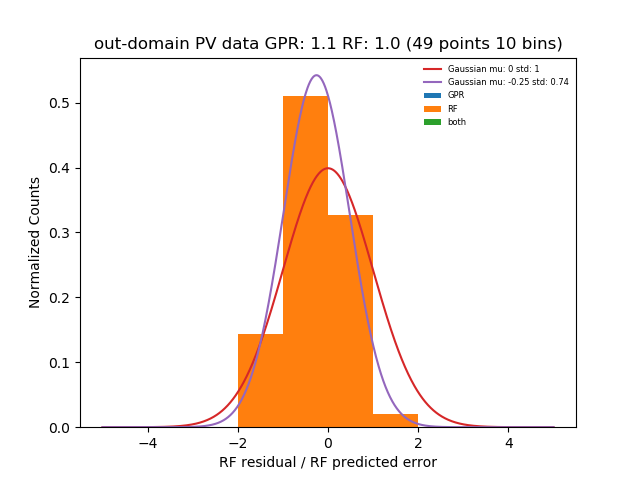 out-domain PV data GPR: 1.1 RF: 1.0 (49 points 10 bins)
Gaussian mu: 0 std: 1
Gaussian mu: -0.25 std: 0.74
GPR
RF
both
Normalized Counts
0.5
0.4
0.3
0.2
0.1
0.0
−4 −2 0 2 4
RF residual / RF predicted error